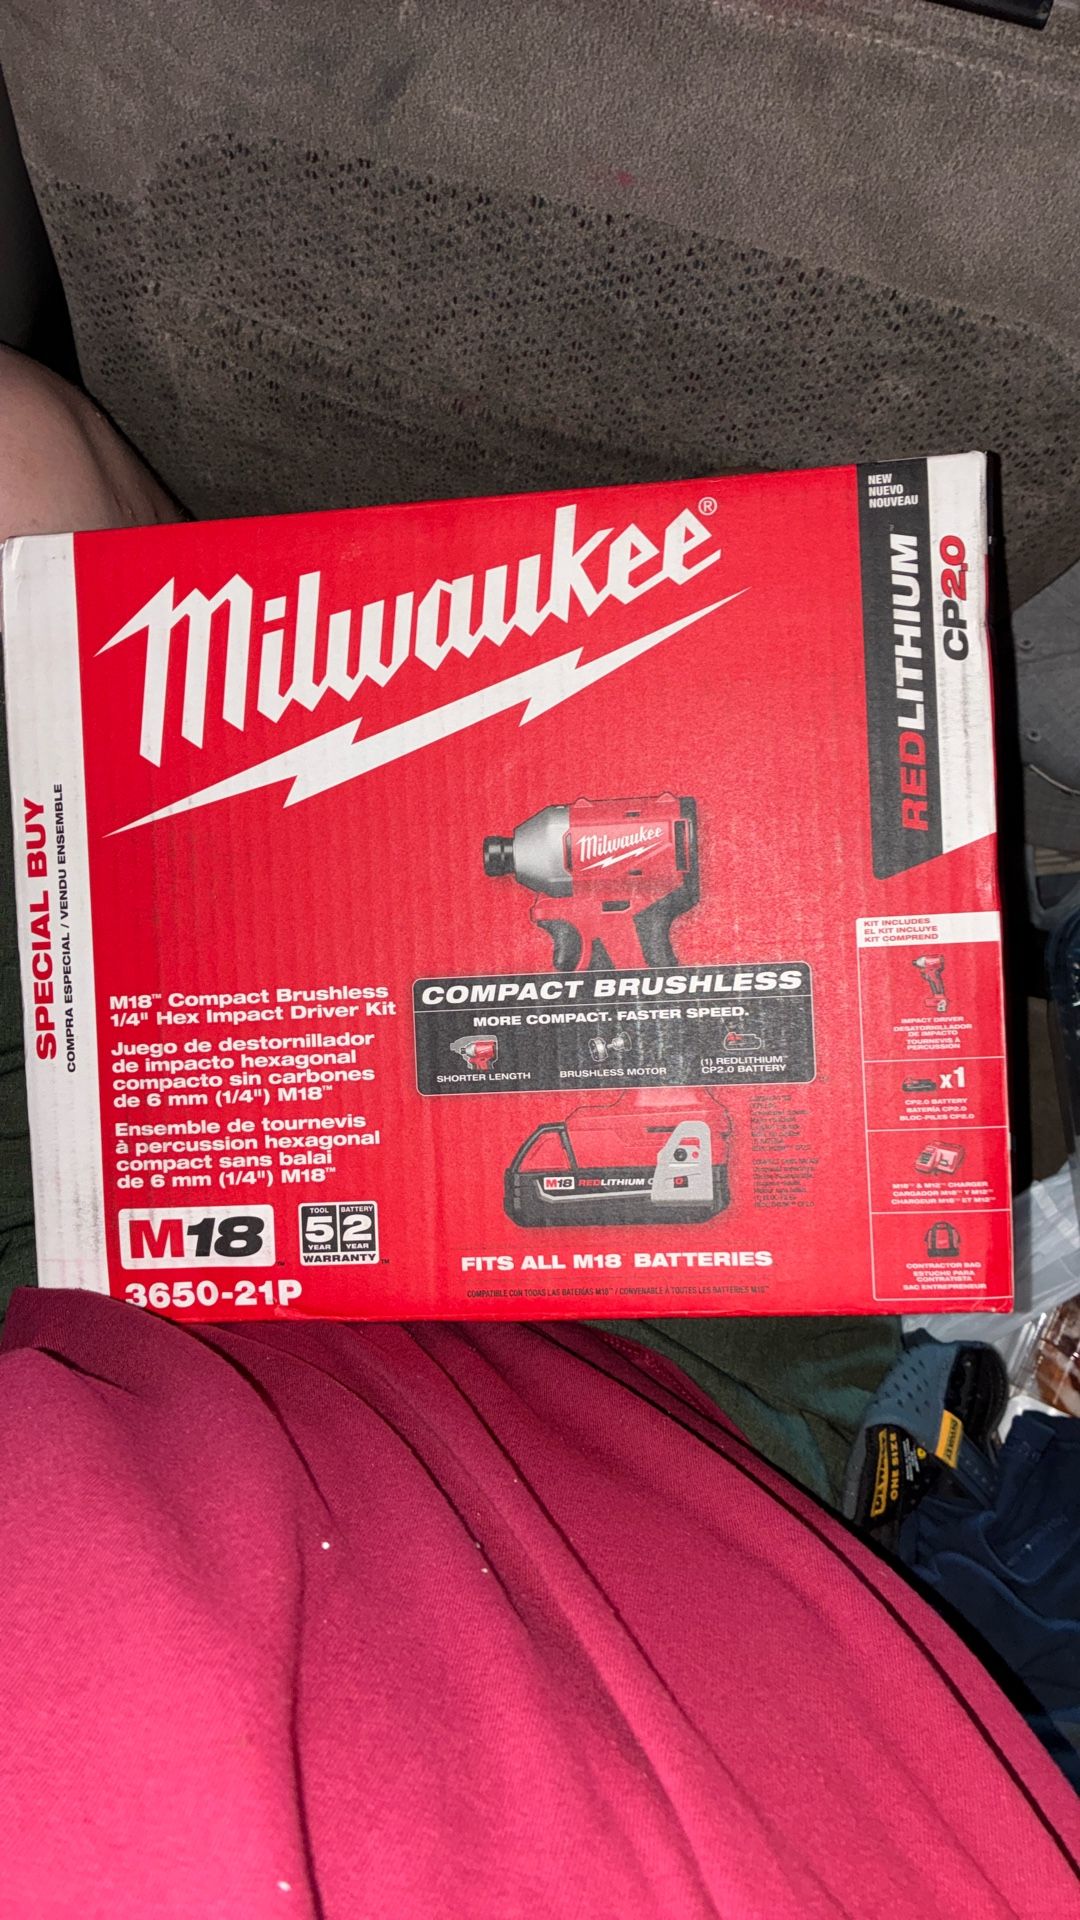 NEW
NUEVO
NOUVEAU
REDLITHIUM™
CP2.0
Milwaukee®
SPECIAL BUY
COMPRA ESPECIAL / VENDU ENSEMBLE
Milwaukee
COMPACT BRUSHLESS
MORE COMPACT. FASTER SPEED.
SHORTER LENGTH
BRUSHLESS MOTOR
(1) REDLITHIUM™
CP2.0 BATTERY
M18™ Compact Brushless
1/4" Hex Impact Driver Kit
Juego de destornillador
de impacto hexagonal
compacto sin carbones
de 6 mm (1/4") M18™
Ensemble de tournevis
à percussion hexagonal
compact sans balai
de 6 mm (1/4") M18™
M18 REDLITHIUM
M18™
TOOL
5
YEAR
BATTERY
2
YEAR
WARRANTY™
3650-21P
FITS ALL M18™ BATTERIES
COMPATIBLE CON TODAS LAS BATERÍAS M18™ / CONVENABLE À TOUTES LES BATTERIES M18™
KIT INCLUDES
EL KIT INCLUYE
KIT COMPREND
IMPACT DRIVER
DESATORNILLADOR
DE IMPACTO
TOURNEVIS À
PERCUSSION
x1
CP2.0 BATTERY
BATERÍA CP2.0
BLOC-PILES CP2.0
M18™ & M12™ CHARGER
CARGADOR M18™ Y M12™
CHARGEUR M18™ ET M12™
CONTRACTOR BAG
ESTUCHE PARA
CONTRATISTA
SAC ENTREPRENEUR
DEWALT
ONE SIZE